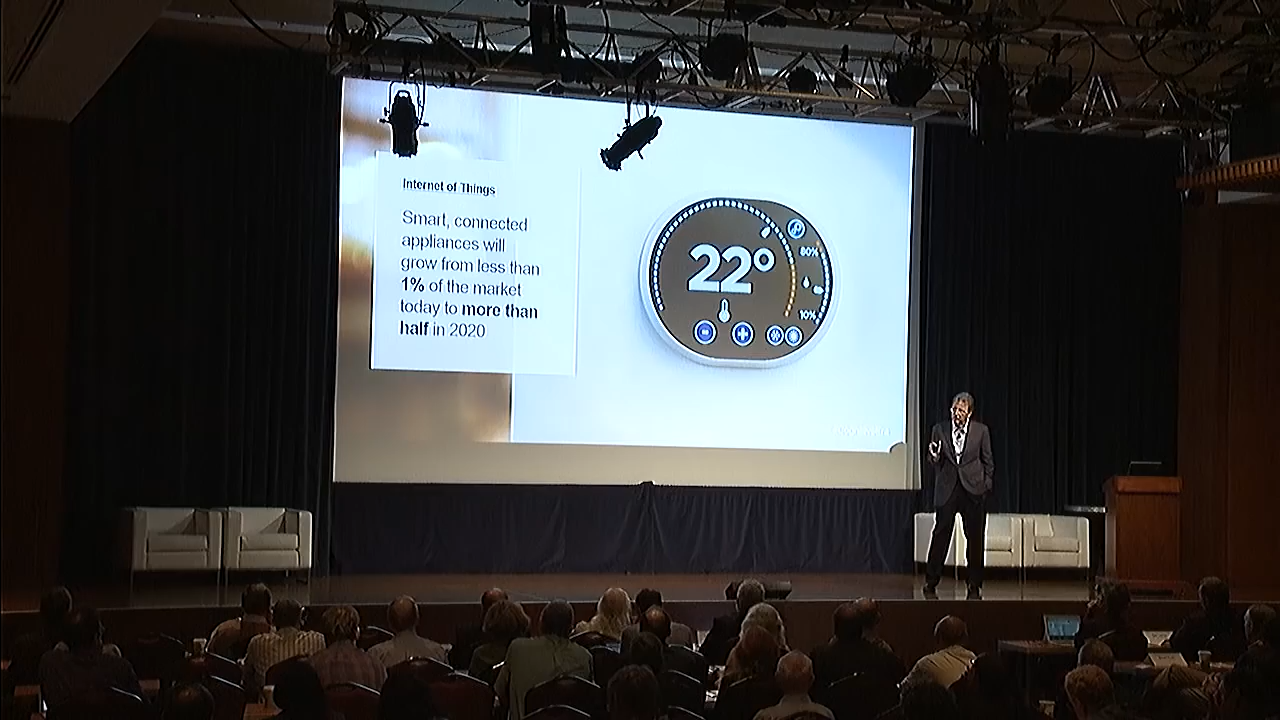 Internet of Things
Smart, connected
appliances will
grow from less than
1% of the market
today to more than
half in 2020
22°
80%
10%